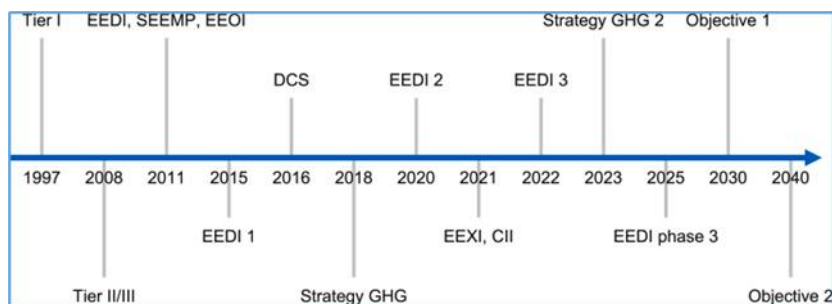 Tier I EEDI, SEEMP, EEOI Strategy GHG 2 Objective 1
DCS EEDI 2 EEDI 3
1997 2008 2011 2015 2016 2018 2020 2021 2022 2023 2025 2030 2040
EEDI 1 EEXI, CII EEDI phase 3
Tier II/III Strategy GHG Objective 2